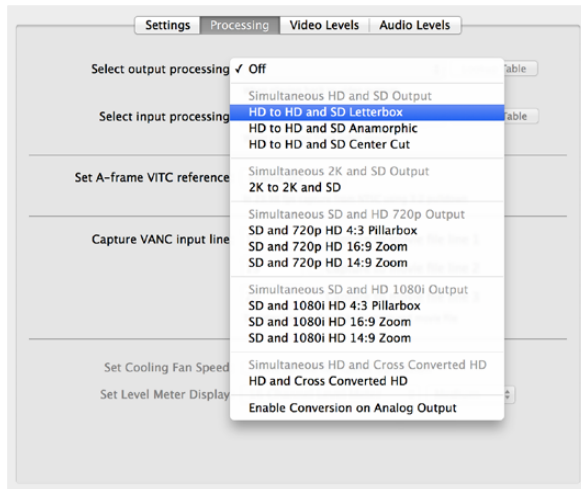 Settings Processing Video Levels Audio Levels
Select output processing ✓ Off Table
Simultaneous HD and SD Output
HD to HD and SD Letterbox
Select input processing Table
HD to HD and SD Anamorphic
HD to HD and SD Center Cut
Simultaneous 2K and SD Output
Set A-frame VITC reference
2K to 2K and SD
Simultaneous SD and HD 720p Output
SD and 720p HD 4:3 Pillarbox
Capture VANC input line
SD and 720p HD 16:9 Zoom
SD and 720p HD 14:9 Zoom
Simultaneous SD and HD 1080i Output
SD and 1080i HD 4:3 Pillarbox
SD and 1080i HD 16:9 Zoom
SD and 1080i HD 14:9 Zoom
Simultaneous HD and Cross Converted HD
Set Cooling Fan Speed
HD and Cross Converted HD
Set Level Meter Display
Enable Conversion on Analog Output